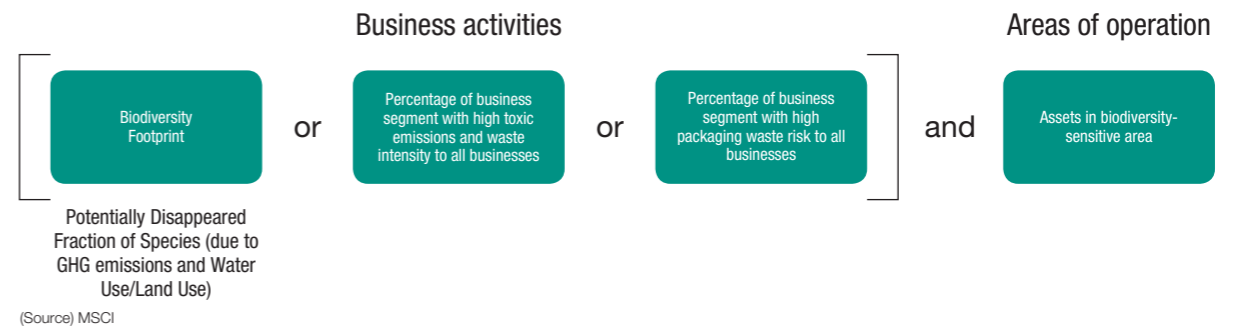 Business activities
Areas of operation
Biodiversity
Footprint
or
Percentage of business
segment with high toxic
emissions and waste
intensity to all businesses
or
Percentage of business
segment with high
packaging waste risk to all
businesses
and
Assets in biodiversity-
sensitive area
Potentially Disappeared
Fraction of Species (due to
GHG emissions and Water
Use/Land Use)
(Source) MSCI